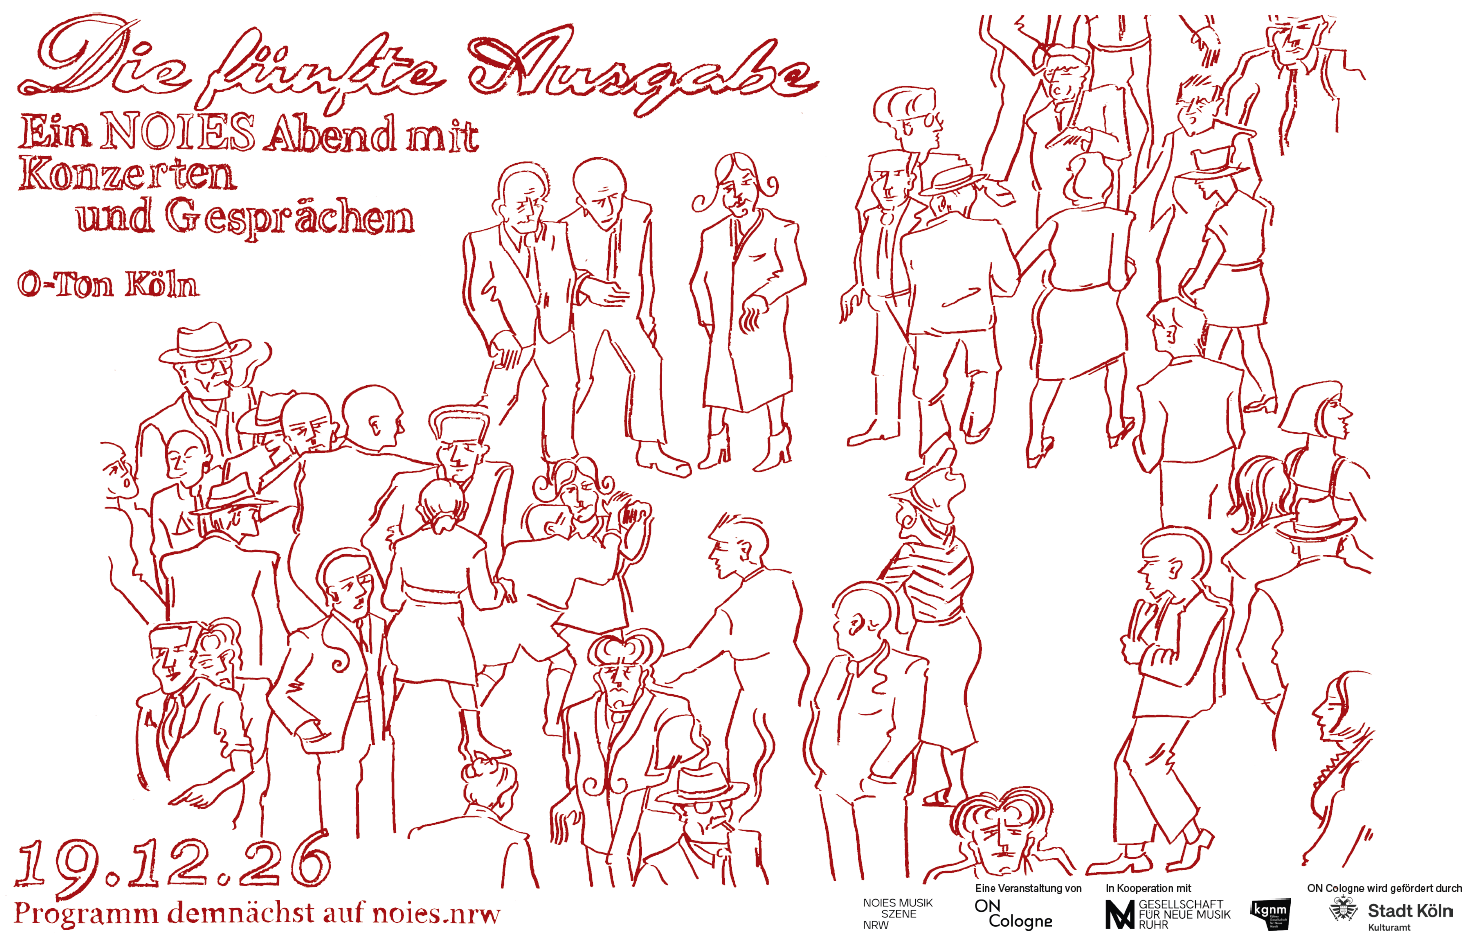 Die fünfte Ausgabe
Ein NOIES Abend mit
Konzerten
und Gesprächen
O-Ton Köln
19.12.26
Programm demnächst auf noies.nrw
NOIES MUSIK
SZENE
NRW
Eine Veranstaltung von
ON
Cologne
In Kooperation mit
GESELLSCHAFT
FÜR NEUE MUSIK
RUHR
kgnm
ON Cologne wird gefördert durch
Stadt Köln
Kulturamt